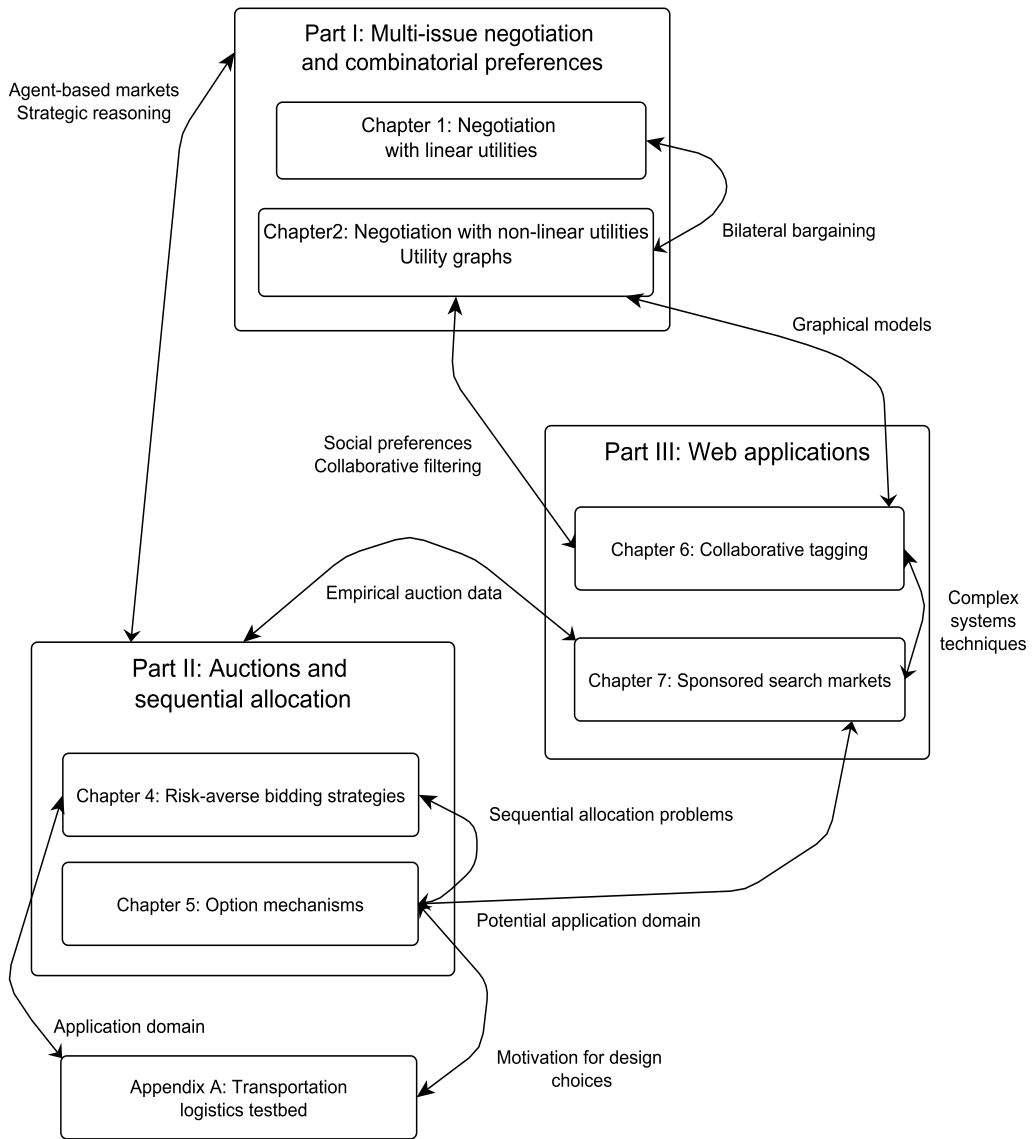 Part I: Multi-issue negotiation
and combinatorial preferences
Agent-based markets
Strategic reasoning
Chapter 1: Negotiation
with linear utilities
Chapter2: Negotiation with non-linear utilities
Utility graphs
Bilateral bargaining
Graphical models
Social preferences
Collaborative filtering
Part III: Web applications
Chapter 6: Collaborative tagging
Empirical auction data
Complex
systems
techniques
Chapter 7: Sponsored search markets
Part II: Auctions and
sequential allocation
Chapter 4: Risk-averse bidding strategies
Sequential allocation problems
Chapter 5: Option mechanisms
Potential application domain
Application domain
Motivation for design
choices
Appendix A: Transportation
logistics testbed